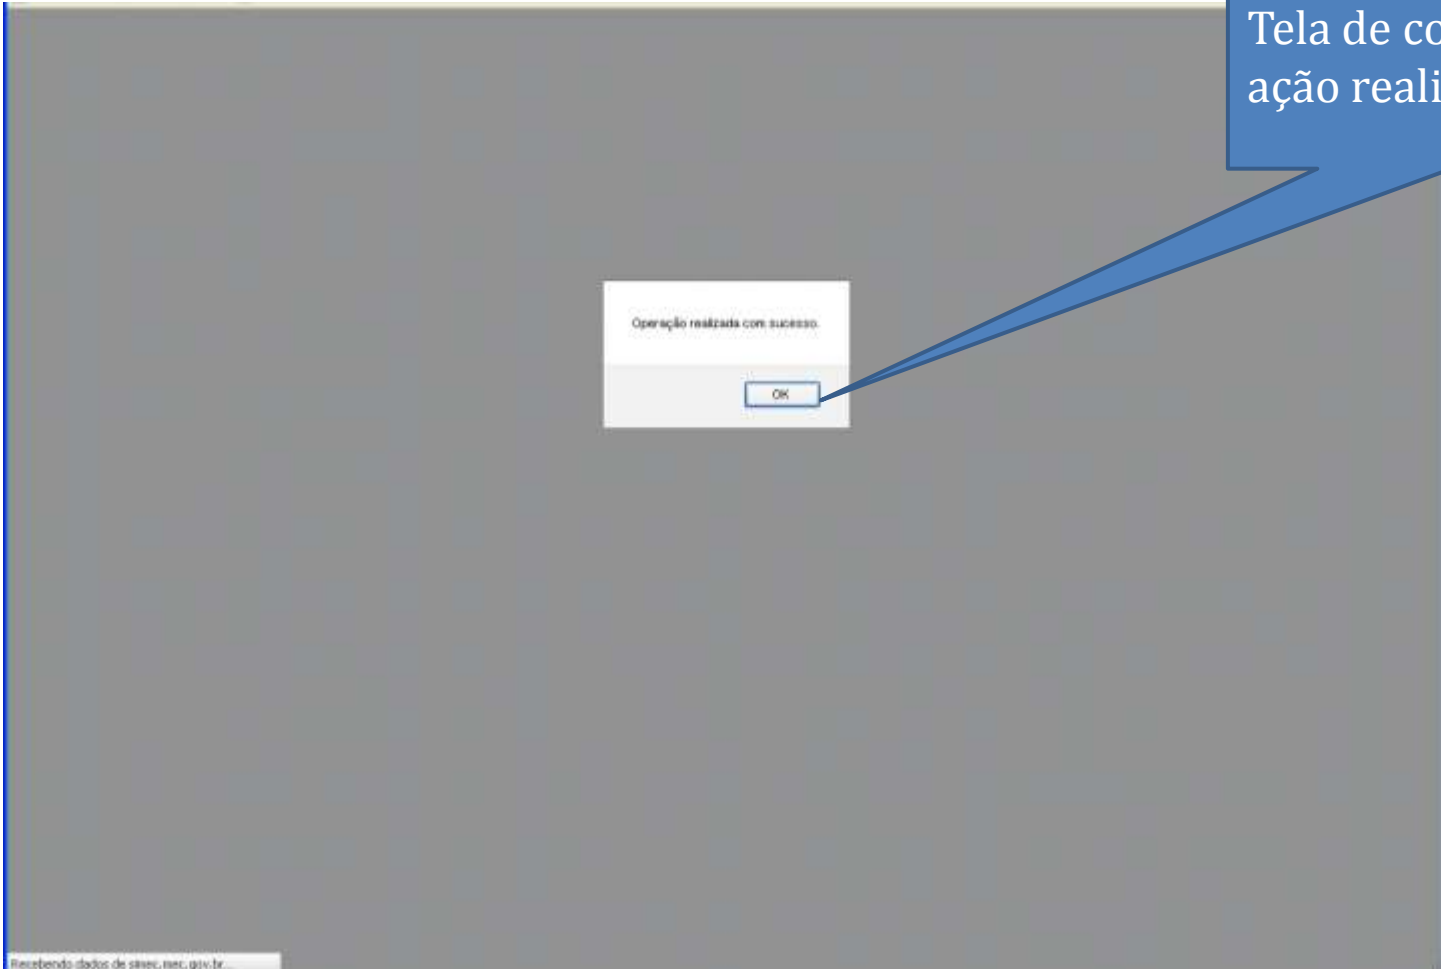 Tela de co
ação reali
Operação realizada com sucesso.
OK
Recebendo dados de simec.mec.gov.br...